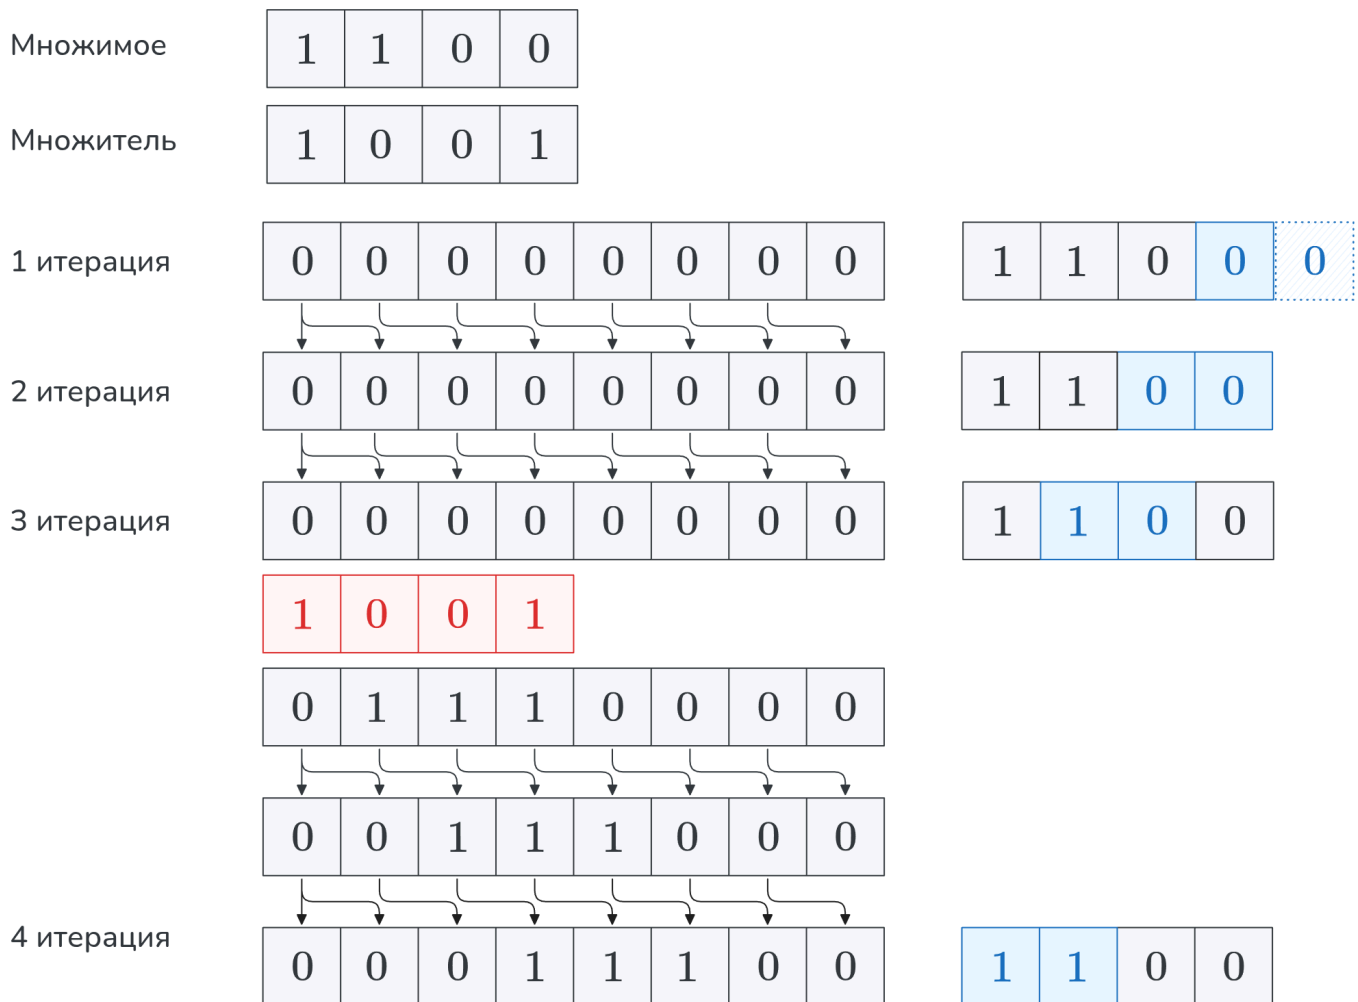 Множимое 1 1 0 0
Множитель 1 0 0 1
1 итерация 0 0 0 0 0 0 0 0 1 1 0 0 0
2 итерация 0 0 0 0 0 0 0 0 1 1 0 0
3 итерация 0 0 0 0 0 0 0 0 1 1 0 0
1 0 0 1
0 1 1 1 0 0 0 0
0 0 1 1 1 0 0 0
4 итерация 0 0 0 1 1 1 0 0 1 1 0 0